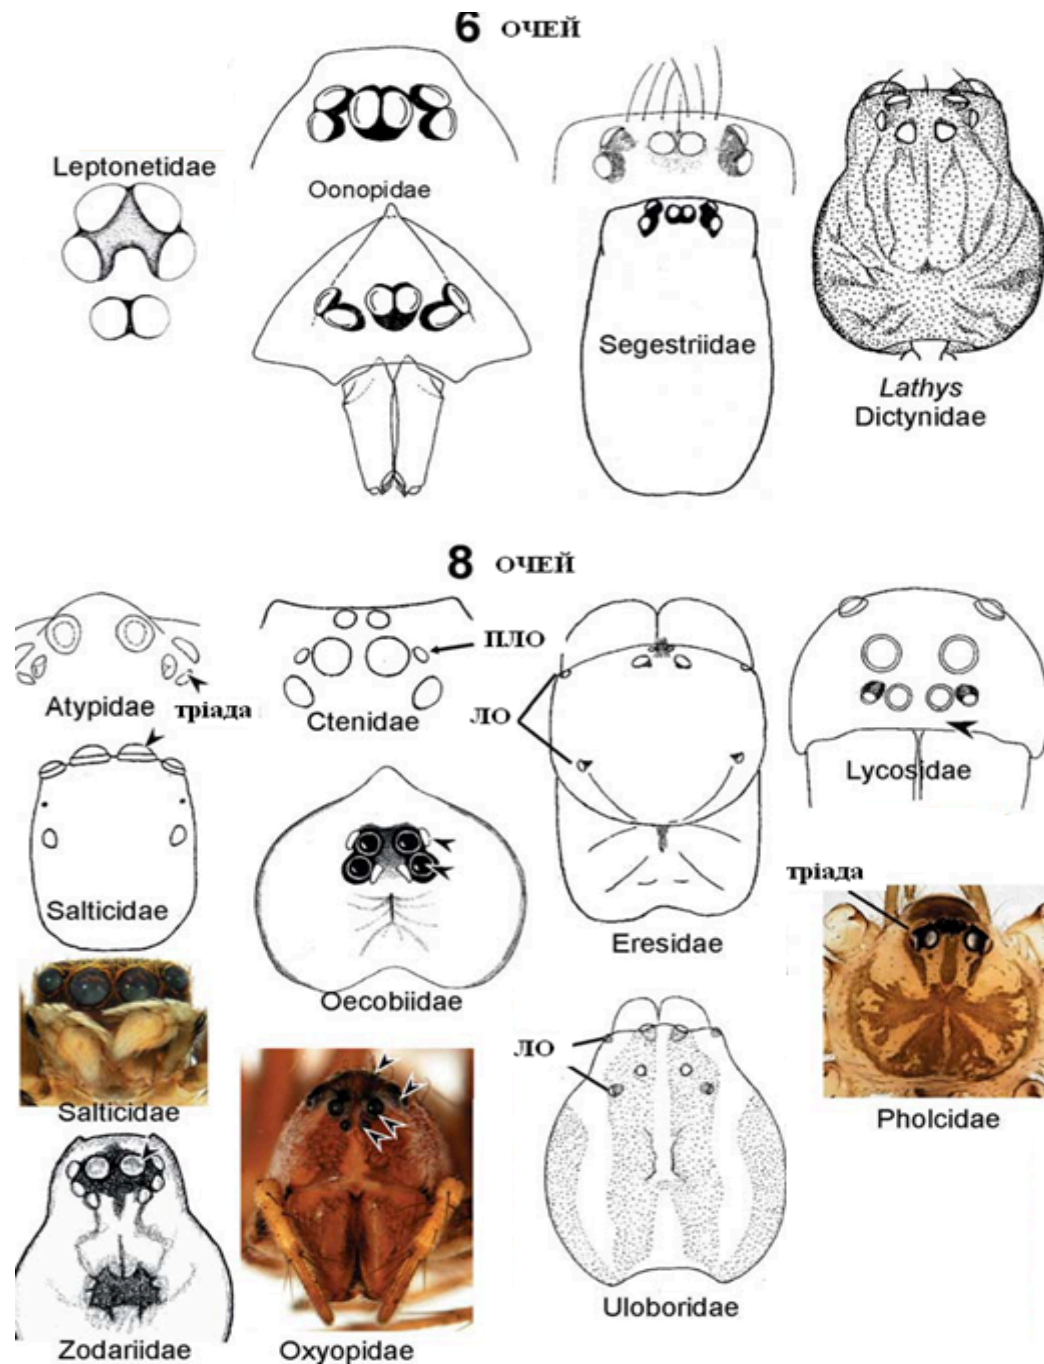 6 ОЧЕЙ
Leptonetidae
Oonopidae
Segestriidae
Lathys
Dictynidae
8 ОЧЕЙ
Atypidae
тріада
ПЛО
Ctenidae
ЛО
Lycosidae
Salticidae
Oecobiidae
Eresidae
тріада
Salticidae
ЛО
Pholcidae
Zodariidae
Oxyopidae
Uloboridae